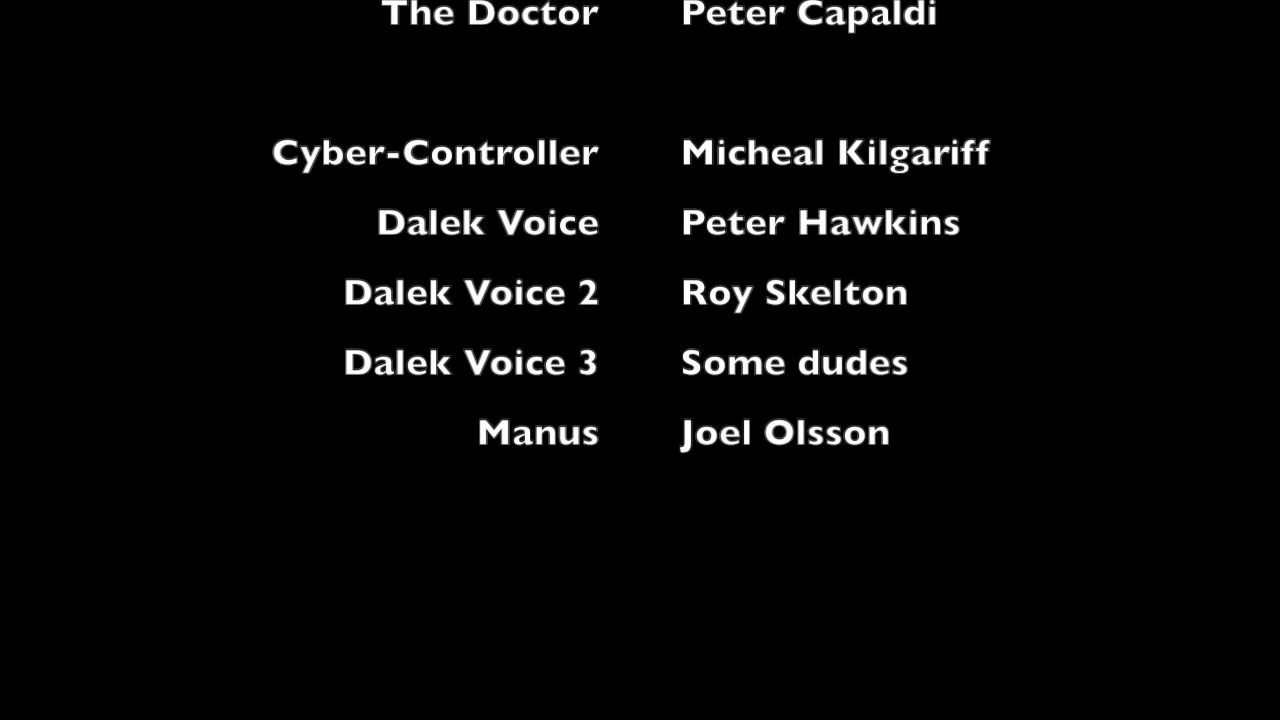 The Doctor Peter Capaldi
Cyber-Controller Micheal Kilgariff
Dalek Voice Peter Hawkins
Dalek Voice 2 Roy Skelton
Dalek Voice 3 Some dudes
Manus Joel Olsson